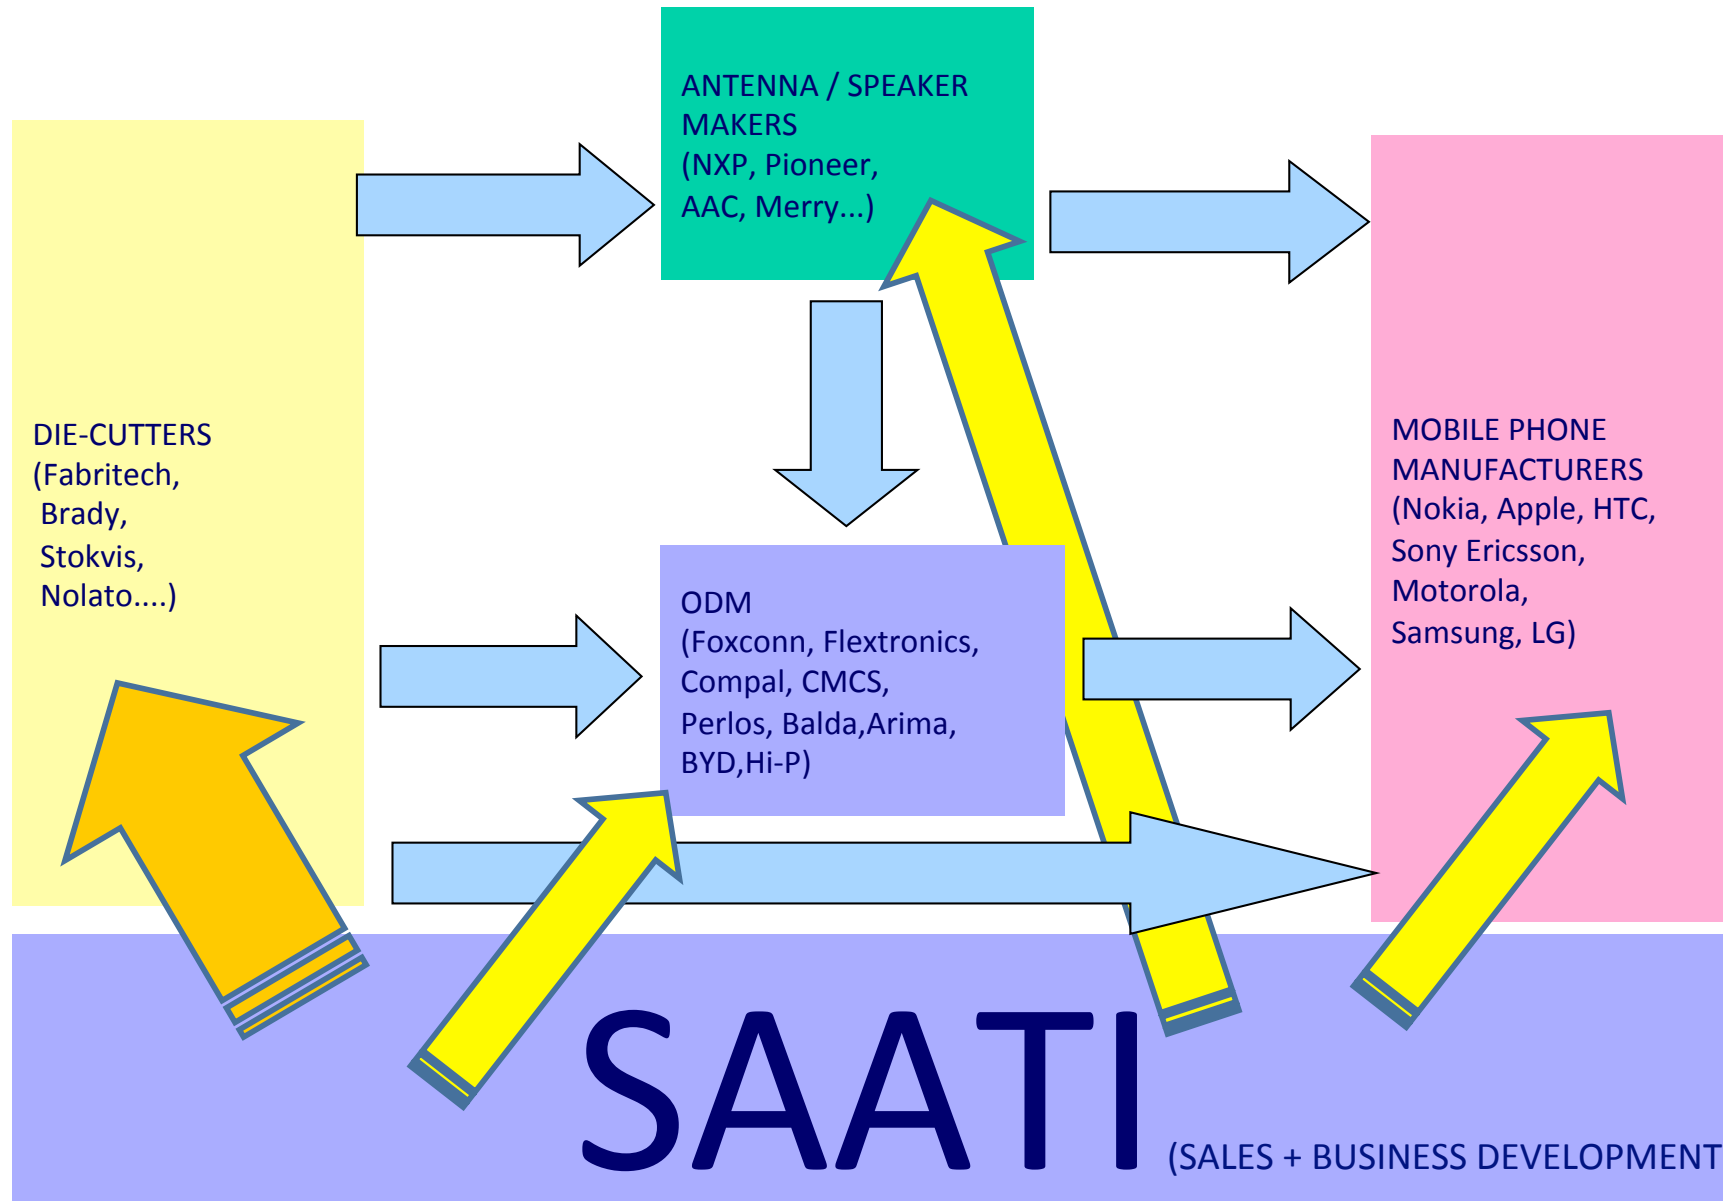 ANTENNA / SPEAKER
MAKERS
(NXP, Pioneer,
AAC, Merry...)
DIE-CUTTERS
(Fabritech,
Brady,
Stokvis,
Nolato....)
MOBILE PHONE
MANUFACTURERS
(Nokia, Apple, HTC,
Sony Ericsson,
Motorola,
Samsung, LG)
ODM
(Foxconn, Flextronics,
Compal, CMCS,
Perlos, Balda,Arima,
BYD,Hi-P)
SAATI (SALES + BUSINESS DEVELOPMENT